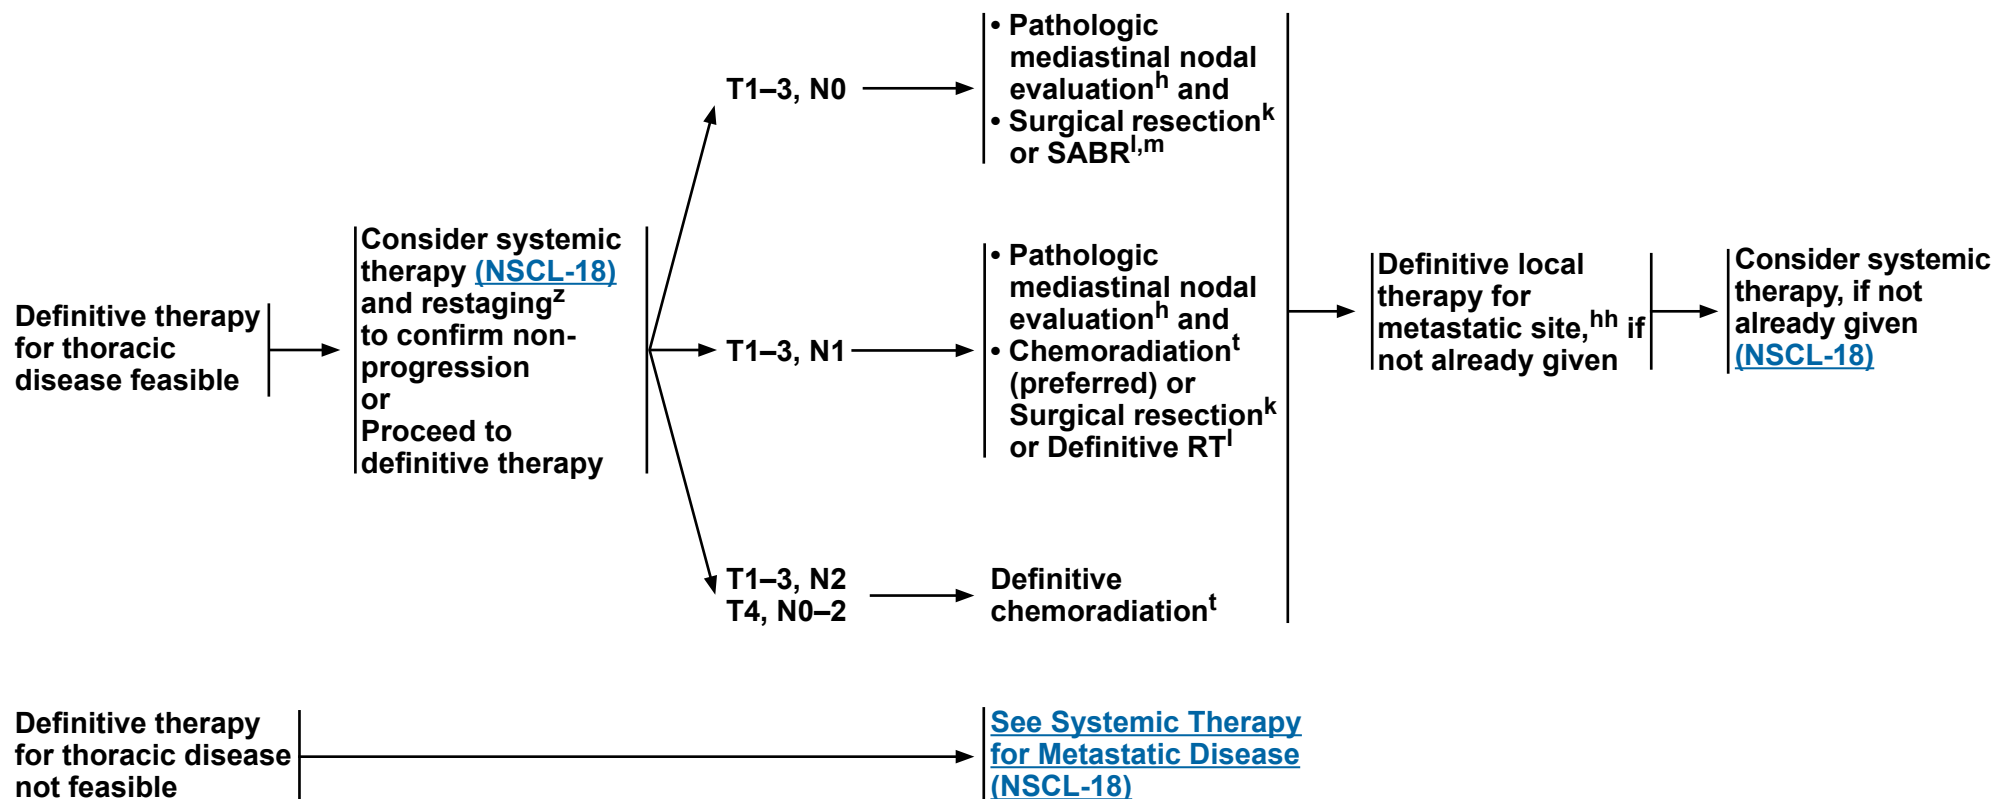 Definitive therapy
for thoracic
disease feasible
Consider systemic
therapy (NSCL-18)
and restagingz
to confirm non-
progression
or
Proceed to
definitive therapy
T1–3, N0
• Pathologic
mediastinal nodal
evaluationh and
• Surgical resectionk
or SABRl,m
T1–3, N1
• Pathologic
mediastinal nodal
evaluationh and
• Chemoradiationt
(preferred) or
Surgical resectionk
or Definitive RTl
T1–3, N2
T4, N0–2
Definitive
chemoradiationt
Definitive local
therapy for
metastatic site,hh if
not already given
Consider systemic
therapy, if not
already given
(NSCL-18)
Definitive therapy
for thoracic disease
not feasible
See Systemic Therapy
for Metastatic Disease
(NSCL-18)